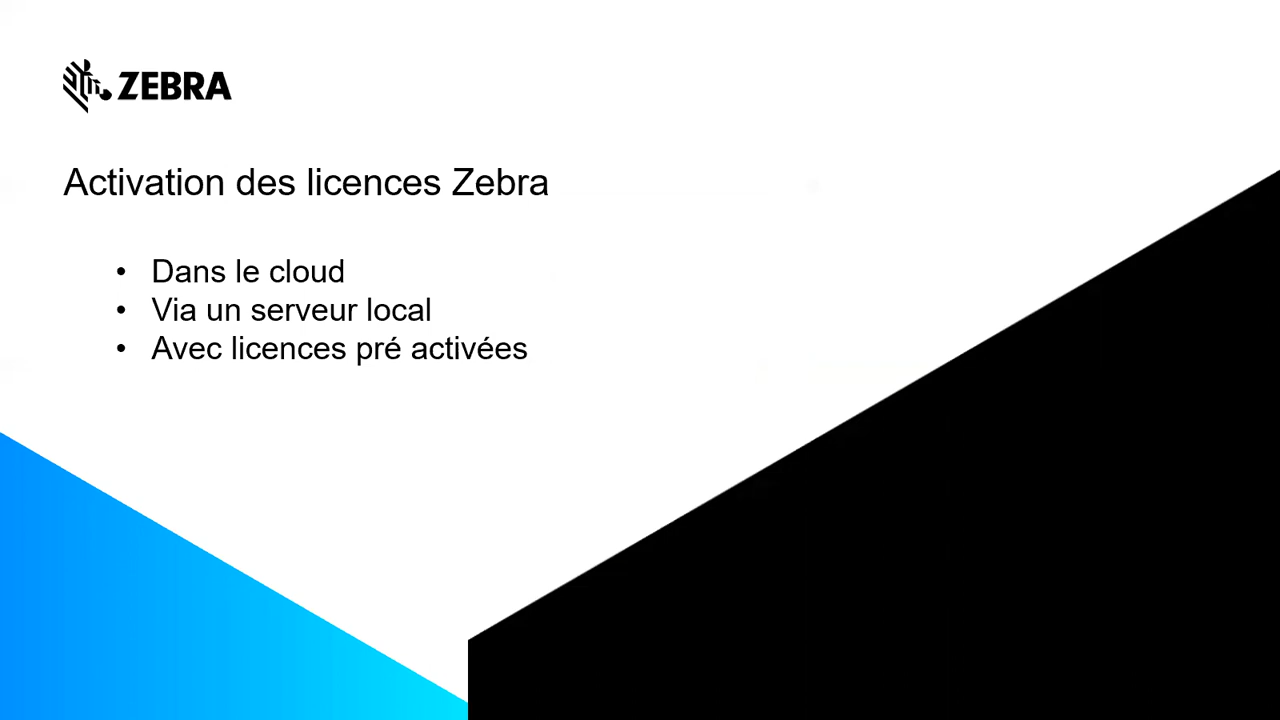 ZEBRA
Activation des licences Zebra
• Dans le cloud
• Via un serveur local
• Avec licences pré activées